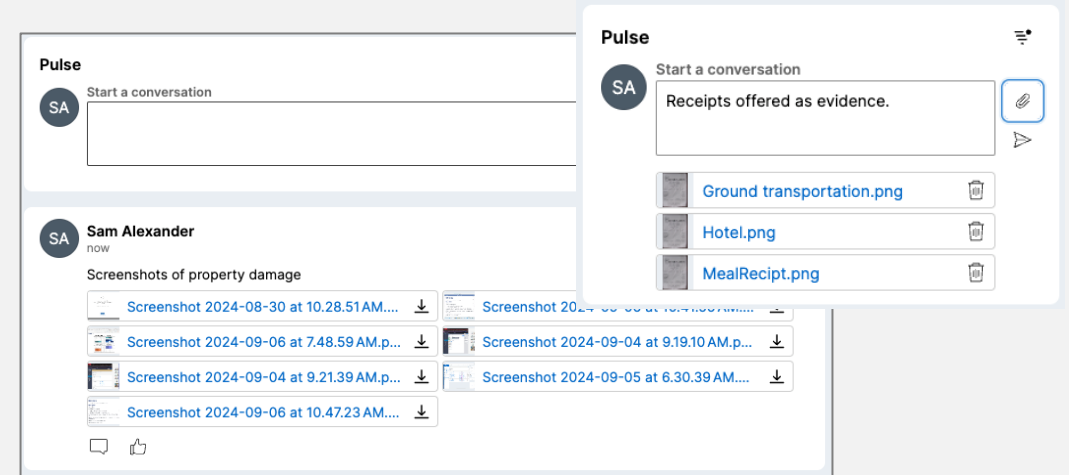 Pulse
Start a conversation
SA
Sam Alexander
SA
now
Screenshots of property damage
Screenshot 2024-08-30 at 10.28.51 AM....
Screenshot 20
Screenshot 2024-09-06 at 7.48.59 AM.p...
Screenshot 2024-09-04 at 9.19.10 AM.p...
Screenshot 2024-09-04 at 9.21.39 AM.p...
Screenshot 2024-09-05 at 6.30.39 AM....
Screenshot 2024-09-06 at 10.47.23 AM....
Pulse
Start a conversation
SA
Receipts offered as evidence.
Ground transportation.png
Hotel.png
MealRecipt.png